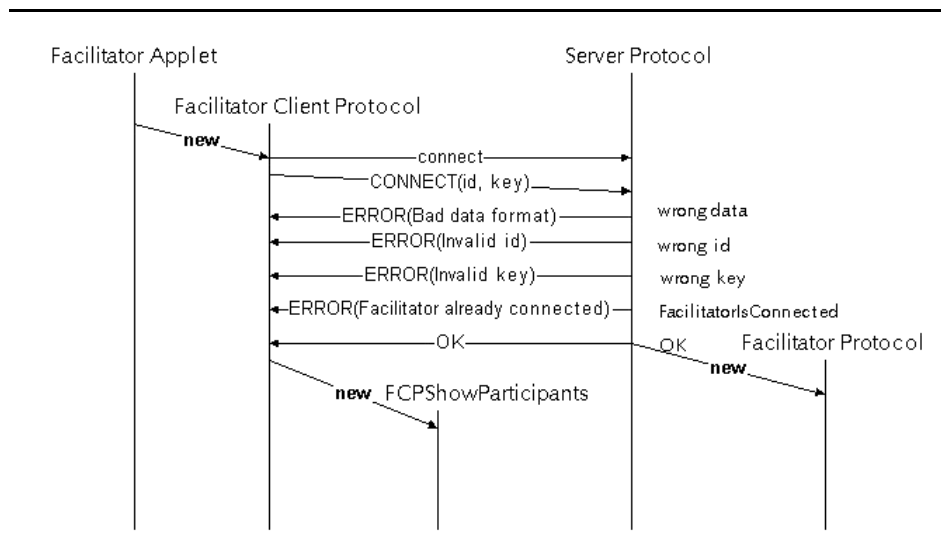 Facilitator Applet
Server Protocol
Facilitator Client Protocol
new
connect
CONNECT(id, key)
ERROR(Bad data format)
wrong data
ERROR(Invalid id)
wrong id
ERROR(Invalid key)
wrong key
ERROR(Facilitator already connected)
FacilitatorIsConnected
OK
OK
Facilitator Protocol
new
new
FCPShowParticipants